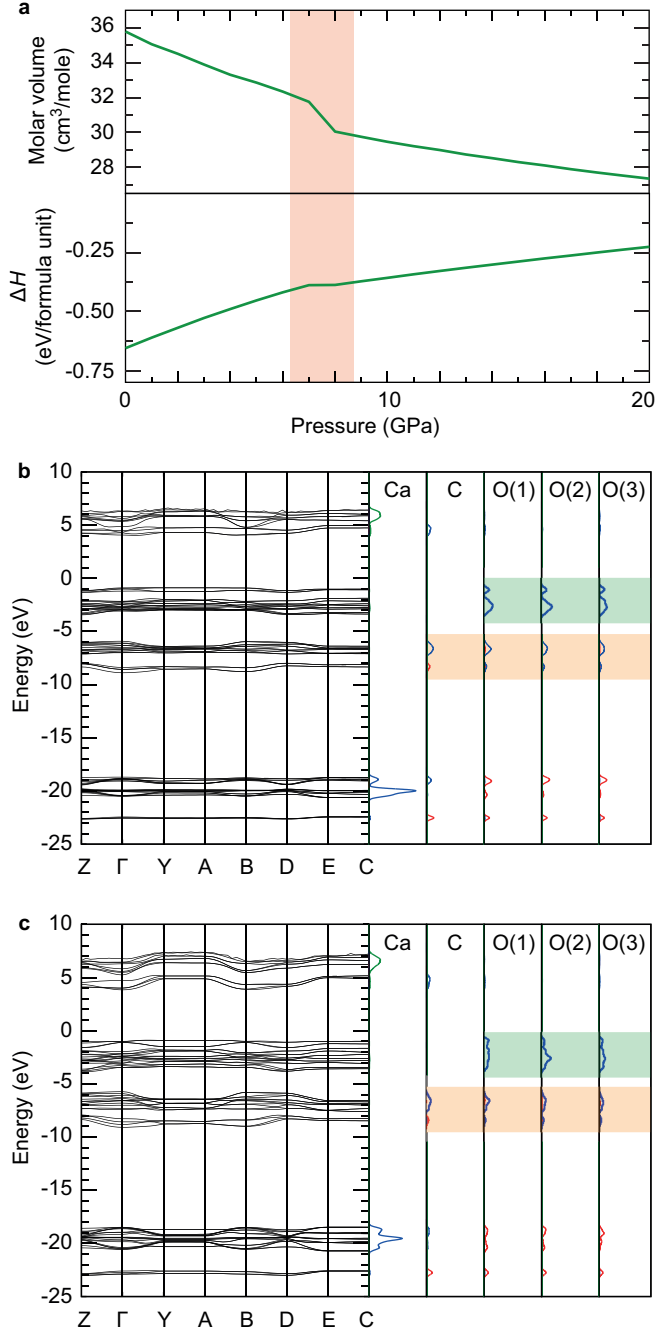 a
36
34
32
30
28
Molar volume
(cm³/mole)
-0.25
-0.50
-0.75
ΔH
(eV/formula unit)
0 10 20
Pressure (GPa)
b
10
5
0
-5
-10
-15
-20
-25
Energy (eV)
Ca C O(1) O(2) O(3)
Z Γ Y A B D E C
c
10
5
0
-5
-10
-15
-20
-25
Energy (eV)
Ca C O(1) O(2) O(3)
Z Γ Y A B D E C